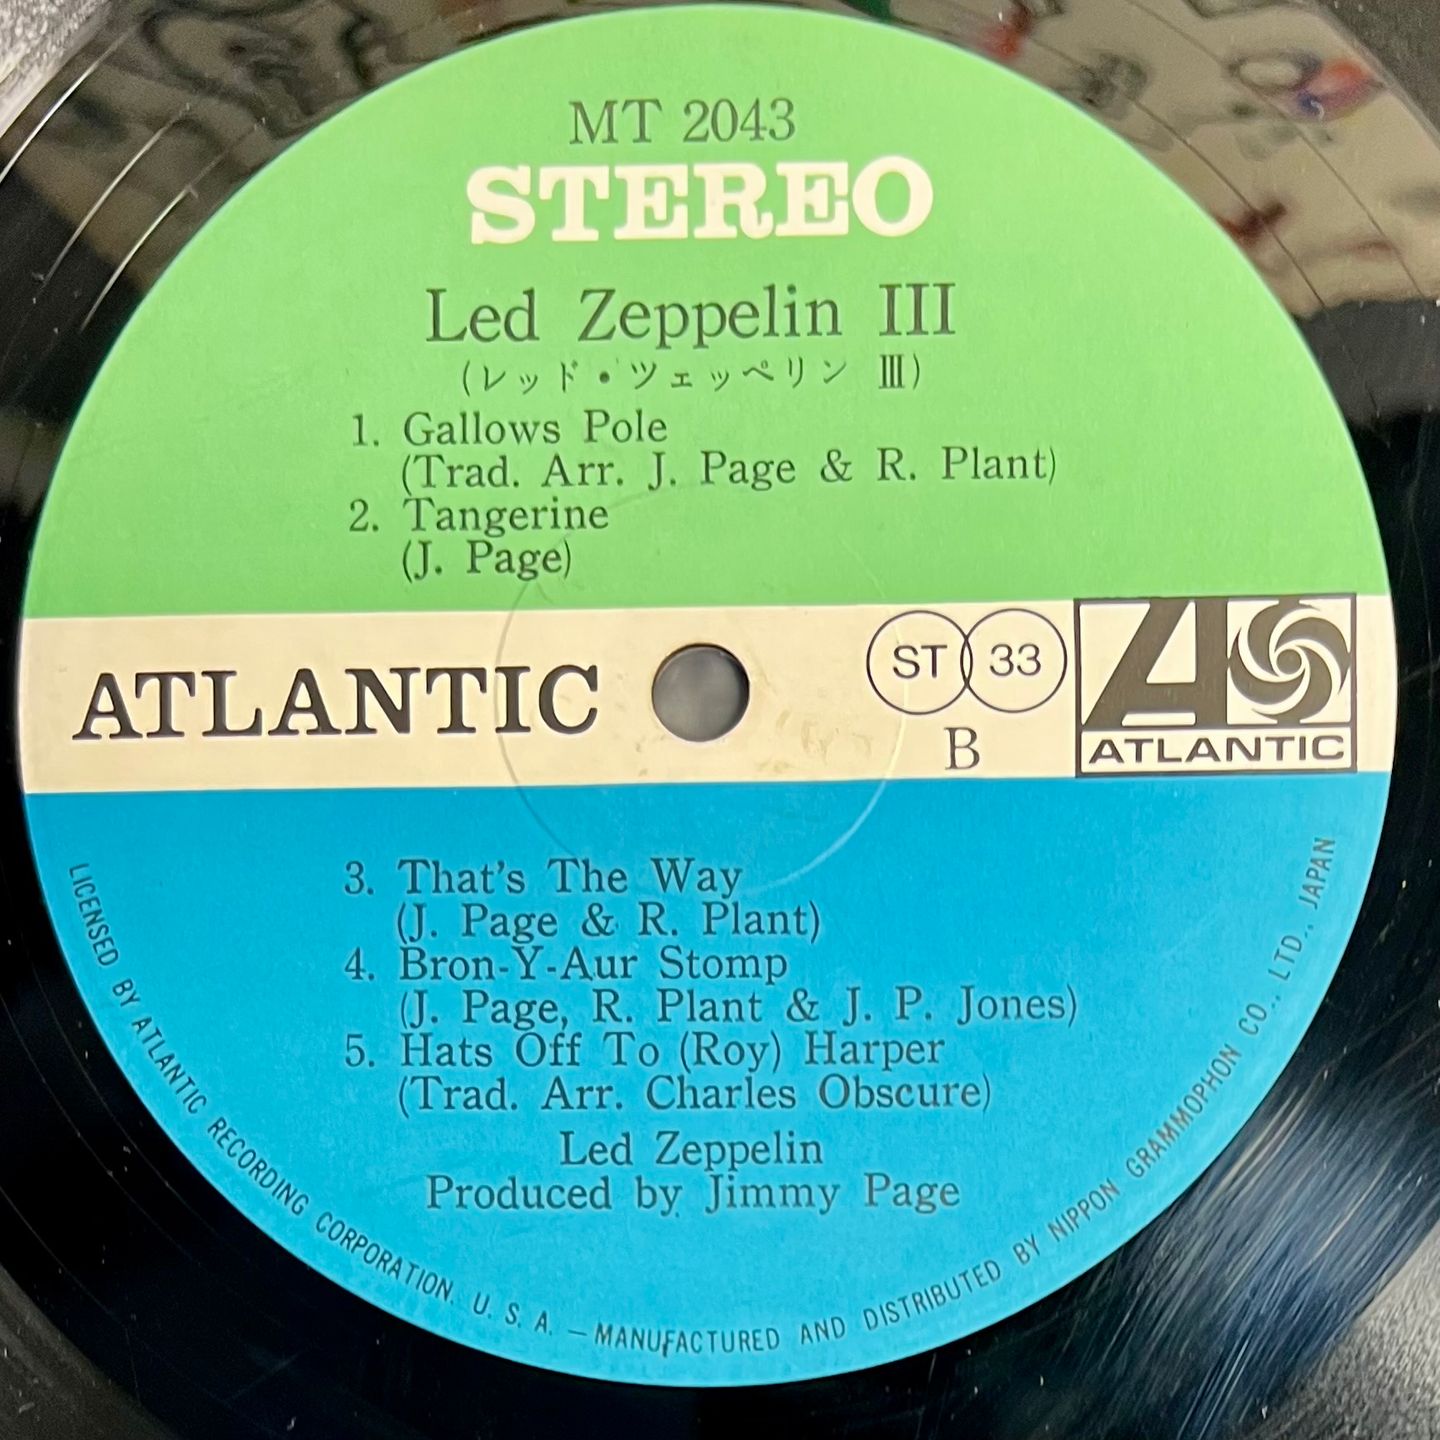 MT 2043
STEREO
Led Zeppelin III
(レッド・ツェッペリン III)
1. Gallows Pole
(Trad. Arr. J. Page & R. Plant)
2. Tangerine
(J. Page)
ATLANTIC
ST 33
B
ATLANTIC
3. That's The Way
(J. Page & R. Plant)
4. Bron-Y-Aur Stomp
(J. Page, R. Plant & J. P. Jones)
5. Hats Off To (Roy) Harper
(Trad. Arr. Charles Obscure)
Led Zeppelin
Produced by Jimmy Page
LICENSED BY ATLANTIC RECORDING CORPORATION. U. S. A. — MANUFACTURED AND DISTRIBUTED BY NIPPON GRAMMOPHON CO., LTD., JAPAN